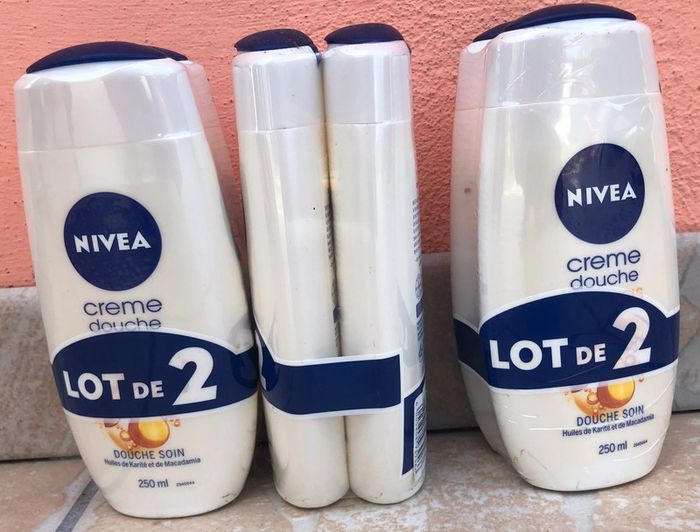 NIVEA
creme
douche
LOT DE 2
DOUCHE SOIN
Huiles de Karité et de Macadamia
250 ml
NIVEA
creme
douche
LOT DE 2
DOUCHE SOIN
Huiles de Karité et de Macadamia
250 ml